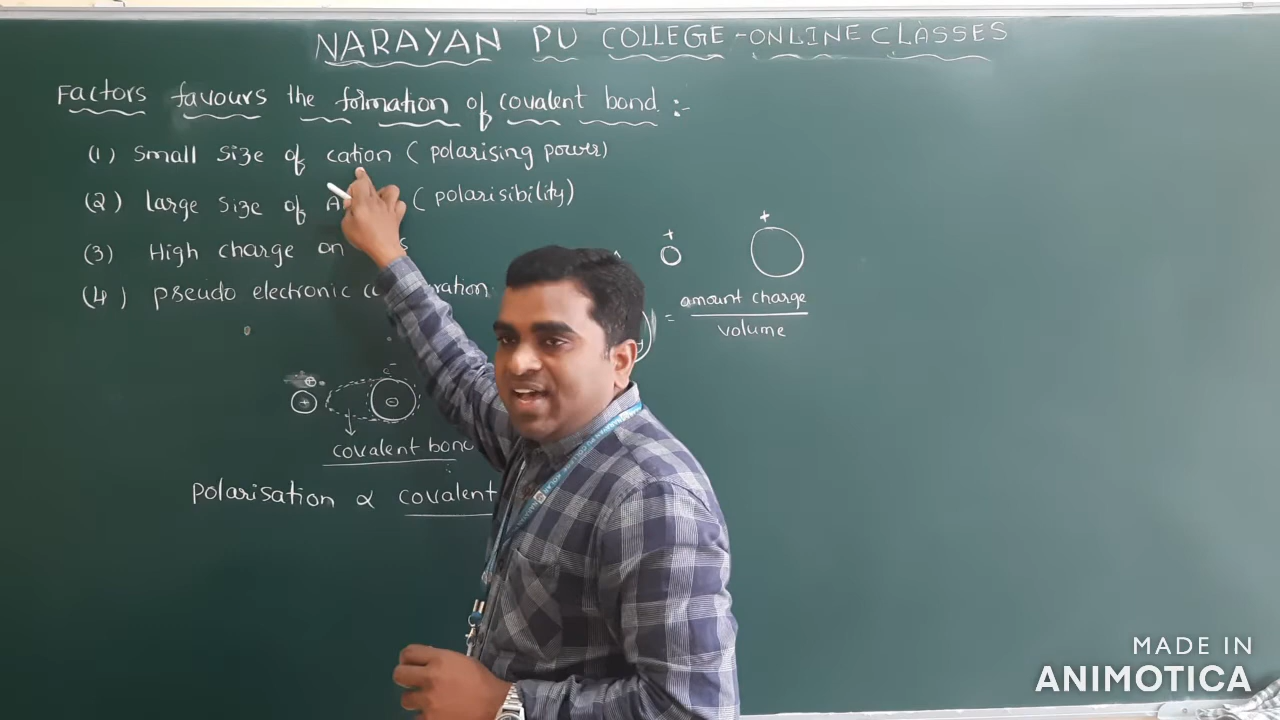 NARAYAN PU COLLEGE - ONLINE CLASSES
Factors favours the formation of covalent bond :-
(1) Small Size of cation (polarising power)
(2) Large Size of (polarisibility)
(3) High charge on
(4) pseudo electronic
+
+
= amount charge
volume
+
covalent bond
Polarisation ∝ covalent
MADE IN
ANIMOTICA